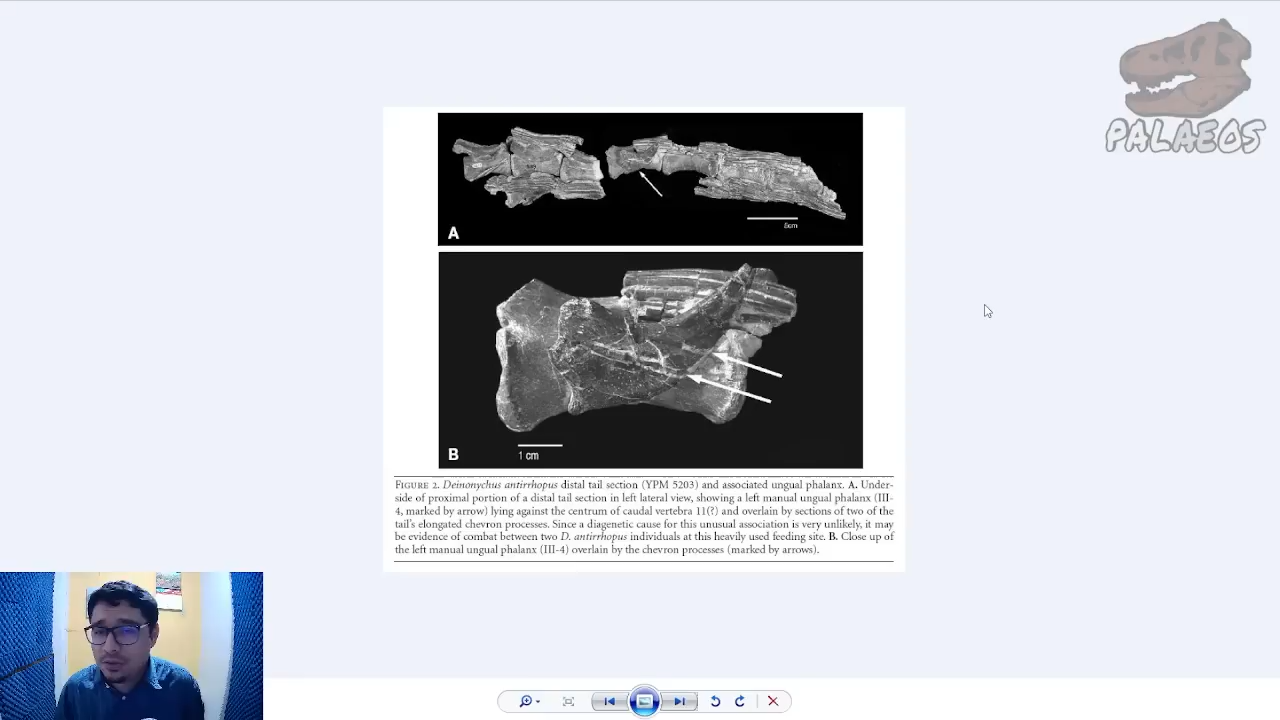 PALAEOS
5cm
A
1 cm
B
FIGURE 2. Deinonychus antirrhopus distal tail section (YPM 5203) and associated ungual phalanx. A. Under-
side of proximal portion of a distal tail section in left lateral view, showing a left manual ungual phalanx (III-
4, marked by arrow) lying against the centrum of caudal vertebra 11(?) and overlain by sections of two of the
tail's elongated chevron processes. Since a diagenetic cause for this unusual association is very unlikely, it may
be evidence of combat between two D. antirrhopus individuals at this heavily used feeding site. B. Close up of
the left manual ungual phalanx (III-4) overlain by the chevron processes (marked by arrows).